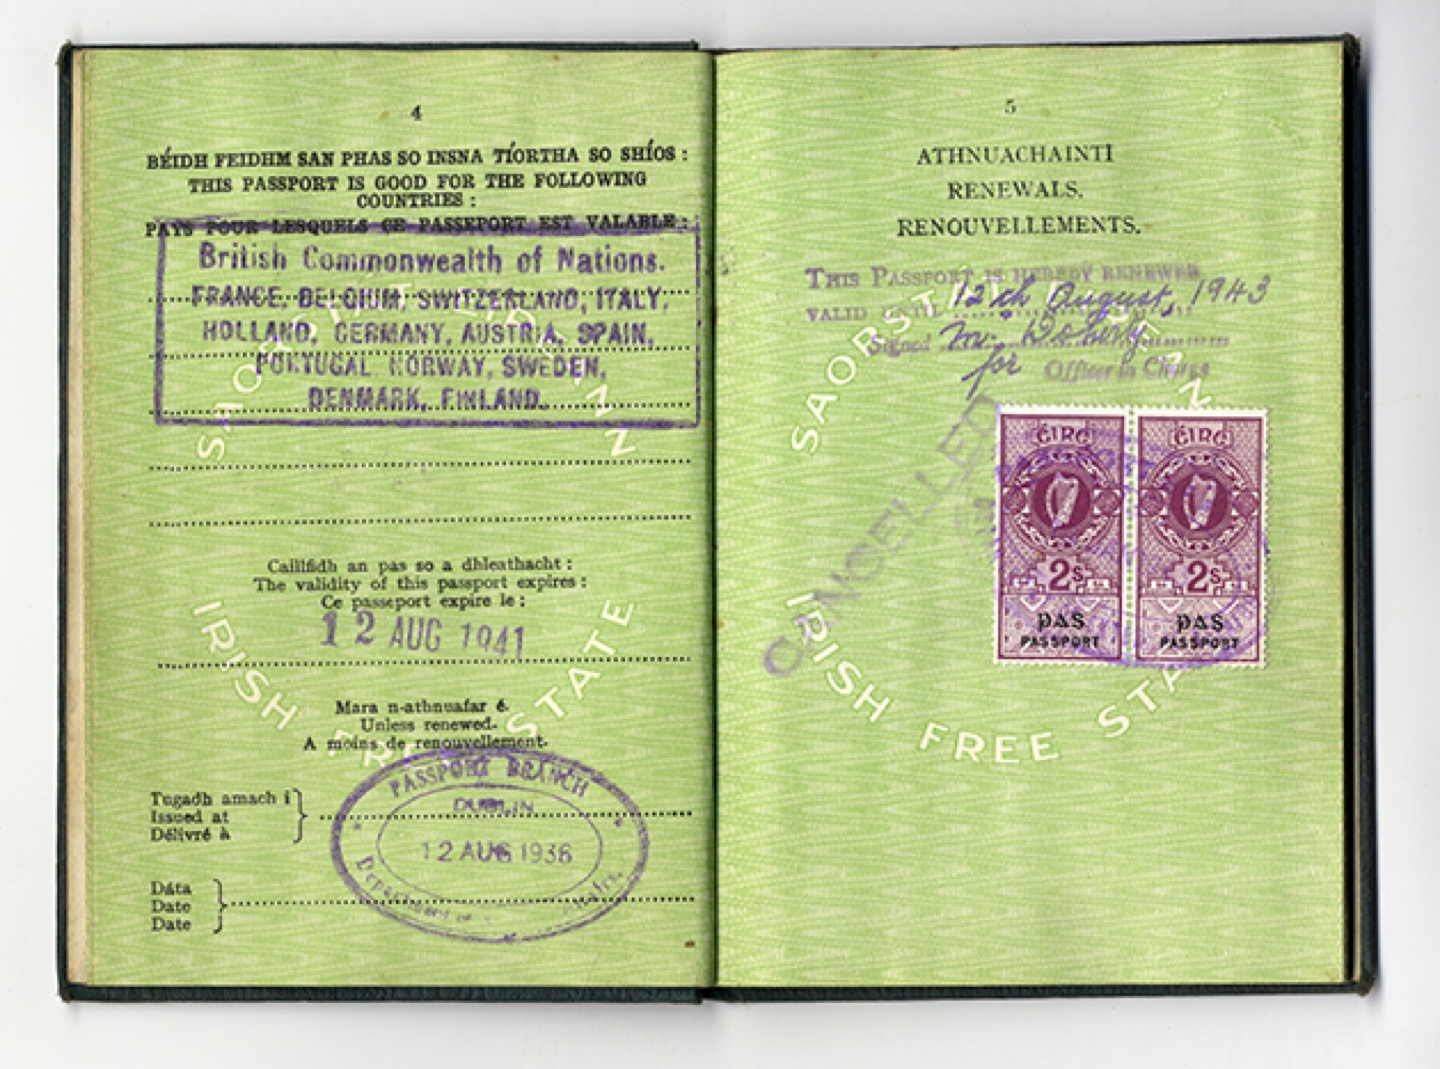 4
BÉIDH FEIDHM SAN PHAS SO INSNA TÍORTHA SO SHÍOS :
THIS PASSPORT IS GOOD FOR THE FOLLOWING
COUNTRIES :
PAYS POUR LESQUELS CE PASSEPORT EST VALABLE :
British Commonwealth of Nations.
FRANCE, BELGIUM, SWITZERLAND, ITALY,
HOLLAND, GERMANY, AUSTRIA, SPAIN,
PORTUGAL NORWAY, SWEDEN,
DENMARK, FINLAND.
Caillfidh an pas so a dhleathacht :
The validity of this passport expires :
Ce passeport expire le :
12 AUG 1941
IRISH FREE STATE
Mara n-athnuafar é.
Unless renewed.
A moins de renouvellement.
PASSPORT BRANCH
DUBLIN
12 AUG 1936
Department of
Tugadh amach i
Issued at
Délivré à
Dáta
Date
Date
5
ATHNUACHAINTÍ
RENEWALS.
RENOUVELLEMENTS.
THIS PASSPORT IS HEREBY RENEWED
VALID UNTIL 12th August, 1943
Signed M. Doherty
for Officer in Charge
SAORSTÁT
CANCELLED
ÉIRE ÉIRE
2s 2s
PAS PAS
PASSPORT PASSPORT
IRISH FREE STATE